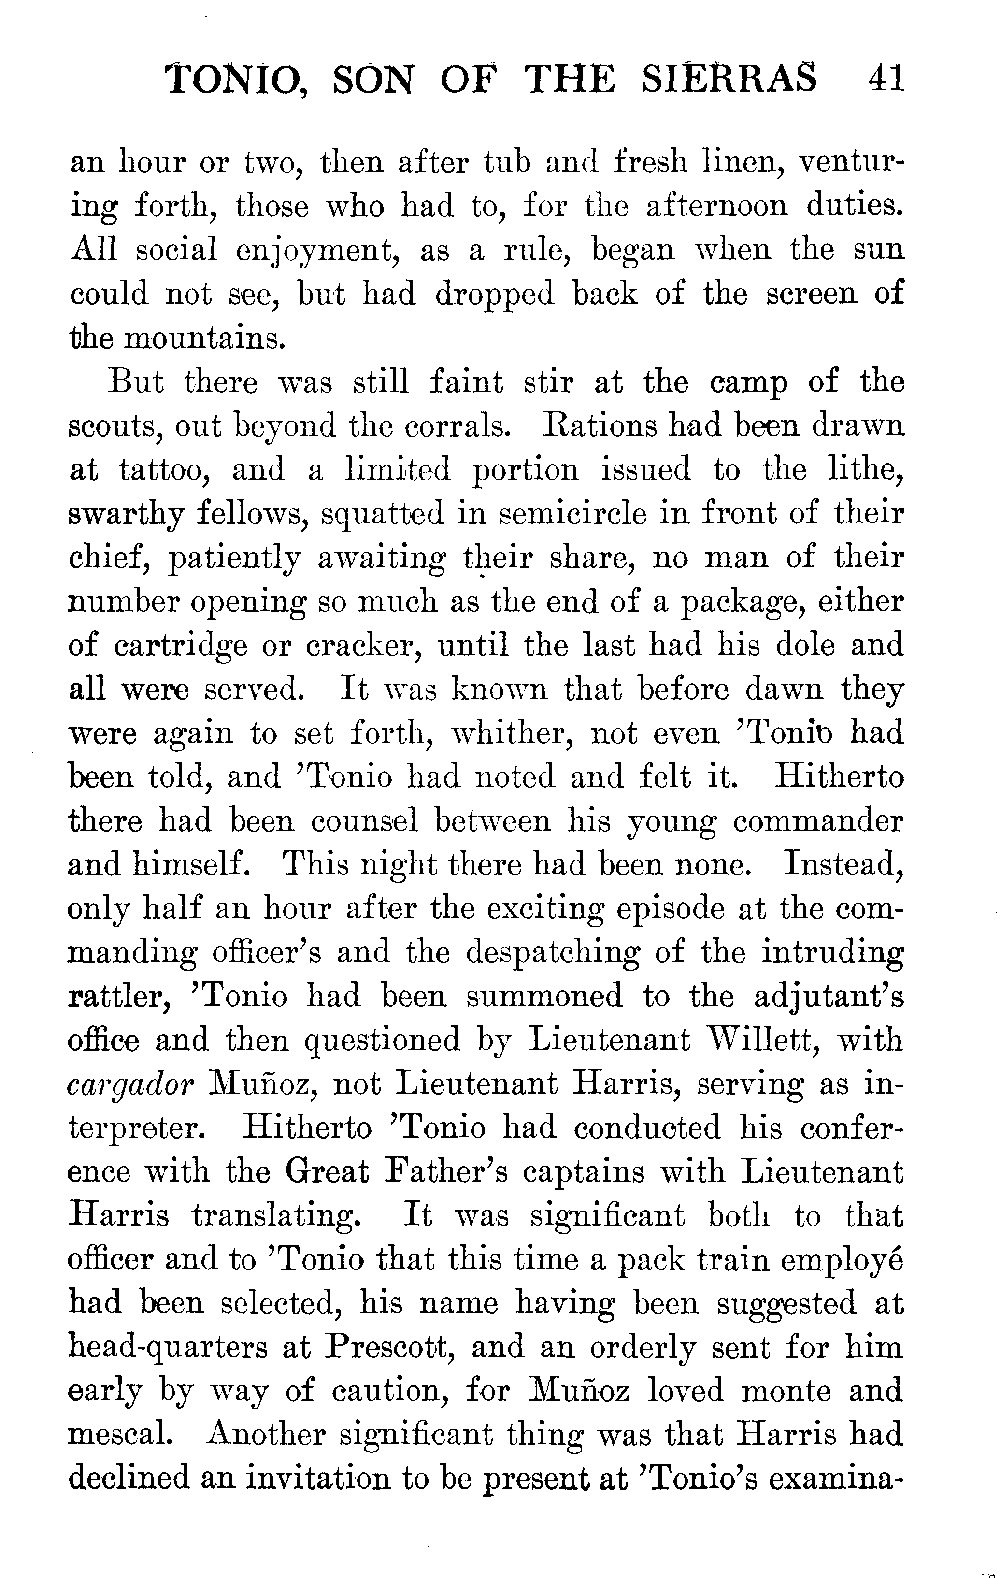 TONIO, SON OF THE SIERRAS 41
an hour or two, then after tub and fresh linen, ventur-
ing forth, those who had to, for the afternoon duties.
All social enjoyment, as a rule, began when the sun
could not see, but had dropped back of the screen of
the mountains.
But there was still faint stir at the camp of the
scouts, out beyond the corrals. Rations had been drawn
at tattoo, and a limited portion issued to the lithe,
swarthy fellows, squatted in semicircle in front of their
chief, patiently awaiting their share, no man of their
number opening so much as the end of a package, either
of cartridge or cracker, until the last had his dole and
all were served. It was known that before dawn they
were again to set forth, whither, not even ’Tonio had
been told, and ’Tonio had noted and felt it. Hitherto
there had been counsel between his young commander
and himself. This night there had been none. Instead,
only half an hour after the exciting episode at the com-
manding officer’s and the despatching of the intruding
rattler, ’Tonio had been summoned to the adjutant’s
office and then questioned by Lieutenant Willett, with
cargador Muñoz, not Lieutenant Harris, serving as in-
terpreter. Hitherto ’Tonio had conducted his confer-
ence with the Great Father’s captains with Lieutenant
Harris translating. It was significant both to that
officer and to ’Tonio that this time a pack train employé
had been selected, his name having been suggested at
head-quarters at Prescott, and an orderly sent for him
early by way of caution, for Muñoz loved monte and
mescal. Another significant thing was that Harris had
declined an invitation to be present at ’Tonio’s examina-